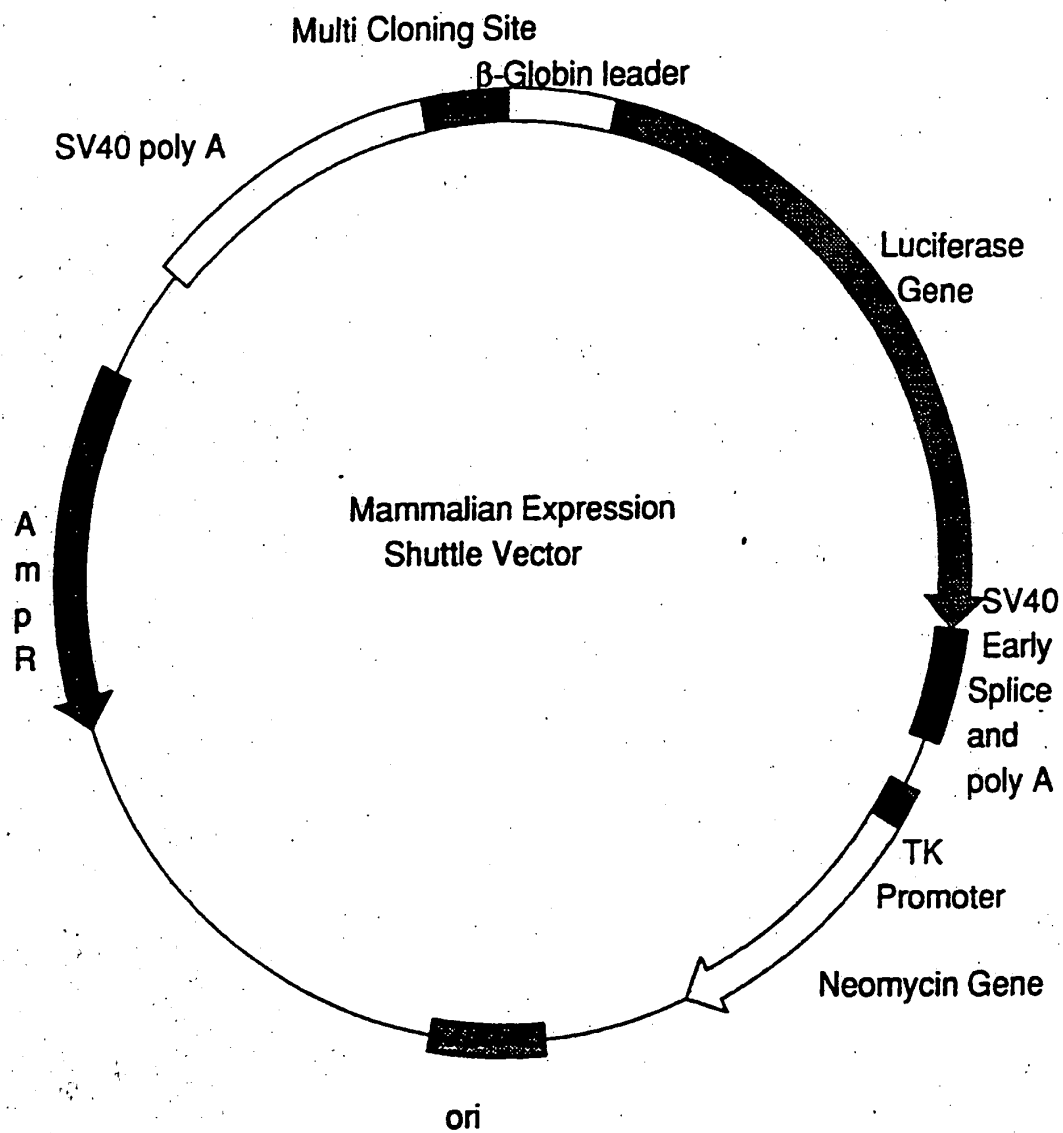 Multi Cloning Site
β-Globin leader
SV40 poly A
Luciferase
Gene
Mammalian Expression
Shuttle Vector
A
m
p
R
SV40
Early
Splice
and
poly A
TK
Promoter
Neomycin Gene
ori